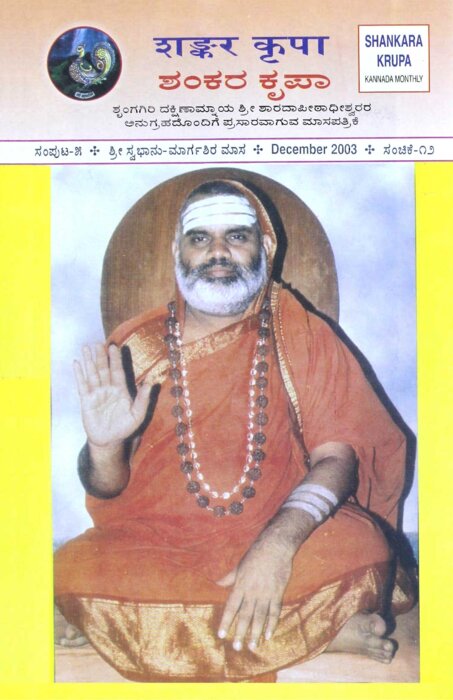 शङ्कर कृपा
ಶಂಕರ ಕೃಪಾ
SHANKARA
KRUPA
KANNADA MONTHLY
ಶೃಂಗಗಿರಿ ದಕ್ಷಿಣಾಮ್ನಾಯ ಶ್ರೀ ಶಾರದಾಪೀಠಾಧೀಶ್ವರರ
ಅನುಗ್ರಹದೊಂದಿಗೆ ಪ್ರಸಾರವಾಗುವ ಮಾಸಪತ್ರಿಕೆ
ಸಂಪುಟ-೫ ✤ ಶ್ರೀ ಸ್ವಭಾನು-ಮಾರ್ಗಶಿರ ಮಾಸ ✤ December 2003 ✤ ಸಂಚಿಕೆ-೧೨